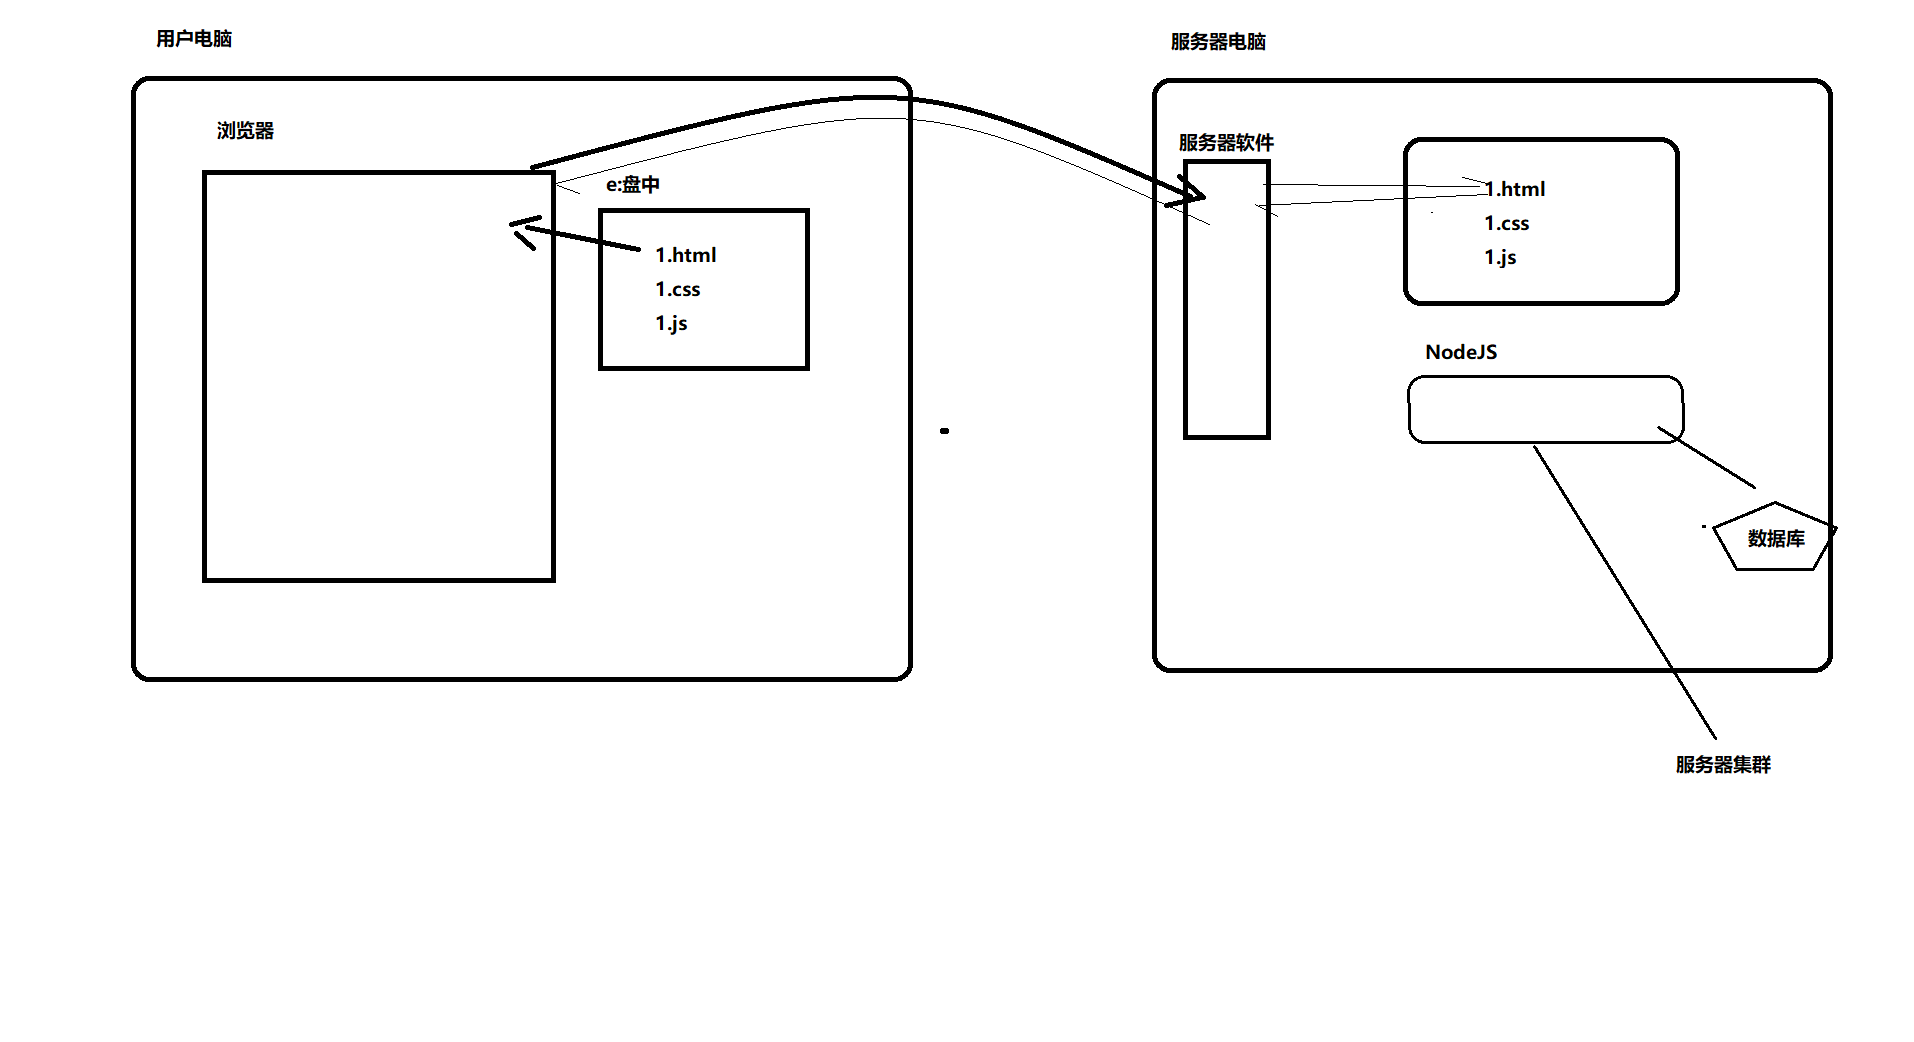 用户电脑
浏览器
e:盘中
1.html
1.css
1.js
服务器电脑
服务器软件
1.html
1.css
1.js
NodeJS
数据库
服务器集群